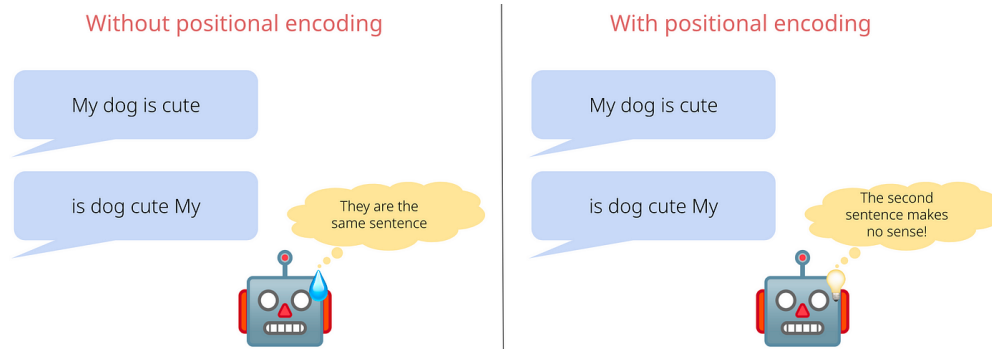 Without positional encoding
My dog is cute
is dog cute My
They are the
same sentence
With positional encoding
My dog is cute
is dog cute My
The second
sentence makes
no sense!